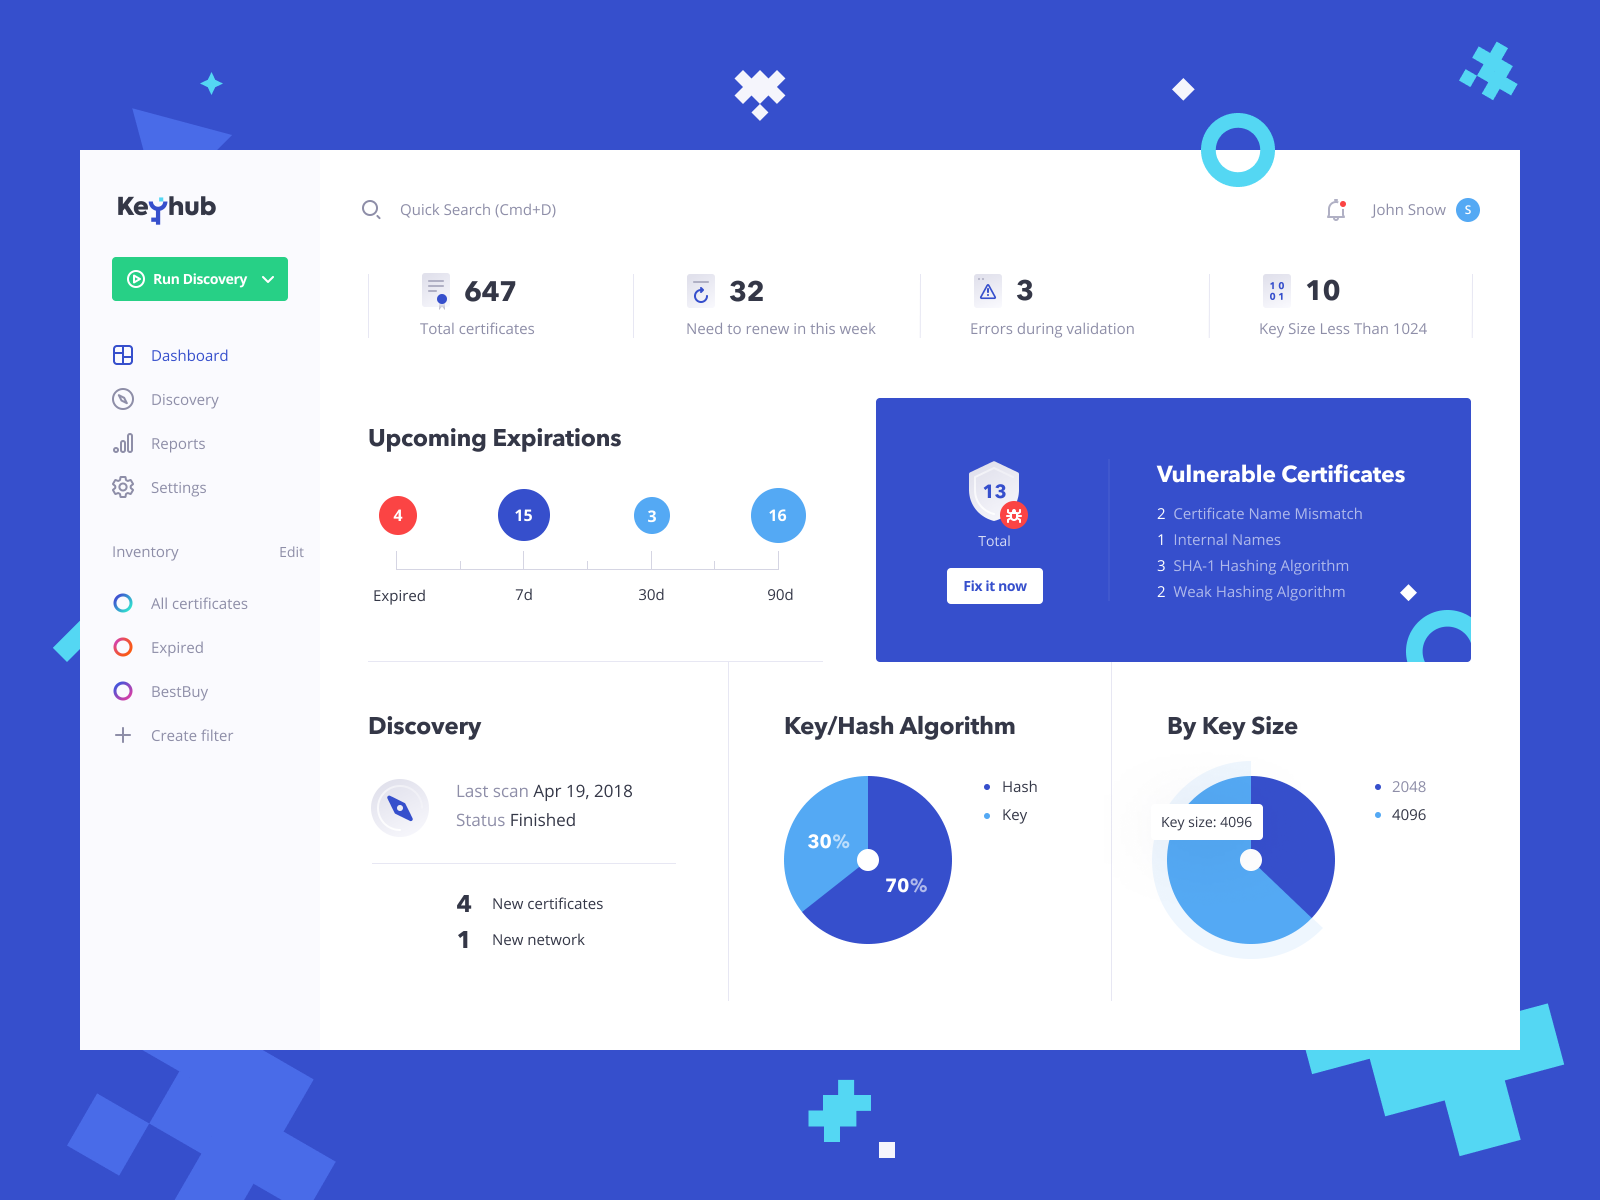 Keyhub
Run Discovery
Dashboard
Discovery
Reports
Settings
Inventory Edit
All certificates
Expired
BestBuy
Create filter
Quick Search (Cmd+D)
John Snow S
647
Total certificates
32
Need to renew in this week
3
Errors during validation
1 0
0 1
10
Key Size Less Than 1024
Upcoming Expirations
4 15 3 16
Expired 7d 30d 90d
13
Total
Fix it now
Vulnerable Certificates
2 Certificate Name Mismatch
1 Internal Names
3 SHA-1 Hashing Algorithm
2 Weak Hashing Algorithm
Discovery
Last scan Apr 19, 2018
Status Finished
4 New certificates
1 New network
Key/Hash Algorithm
30%
70%
Hash
Key
By Key Size
Key size: 4096
2048
4096